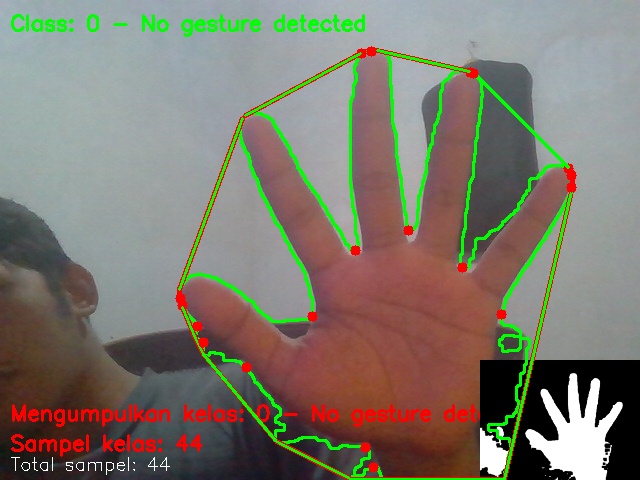 Class: 0 - No gesture detected
Mengumpulkan kelas: 0 - No gesture det
Sampel kelas: 44
Total sampel: 44